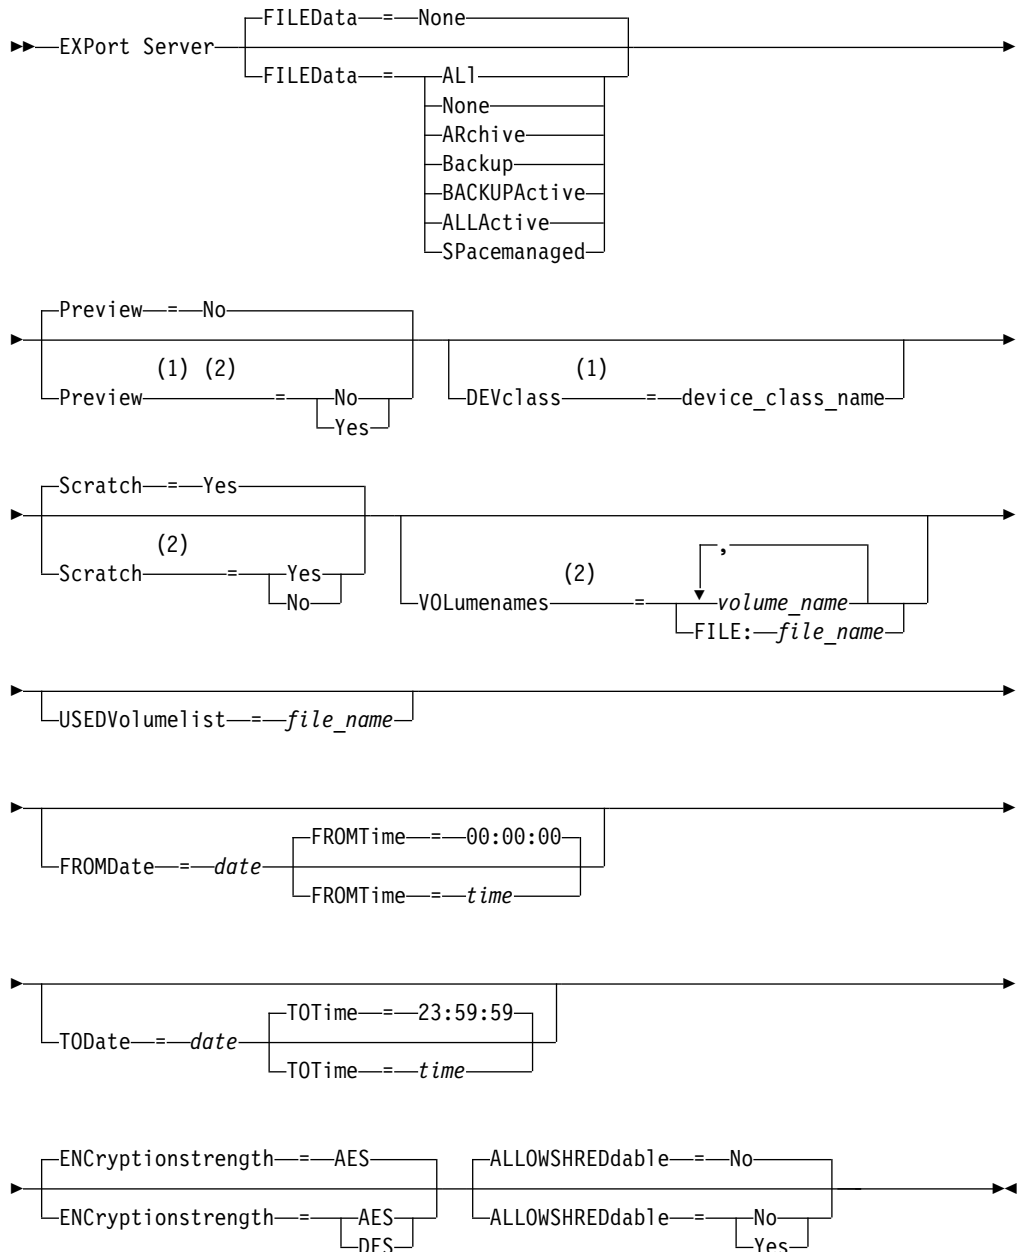 FILEData = None
EXPort Server
FILEData = ALl
None
ARchive
Backup
BACKUPActive
ALLActive
SPacemanaged
Preview = No
(1) (2) (1)
Preview = No DEVclass = device_class_name
Yes
Scratch = Yes
(2) ,
Scratch = Yes (2)
No VOLumenames = volume_name
FILE: file_name
USEDVolumelist = file_name
FROMTime = 00:00:00
FROMDate = date
FROMTime = time
TOTime = 23:59:59
TODate = date
TOTime = time
ENCryptionstrength = AES ALLOWSHREDdable = No
ENCryptionstrength = AES ALLOWSHREDdable = No
DES Yes